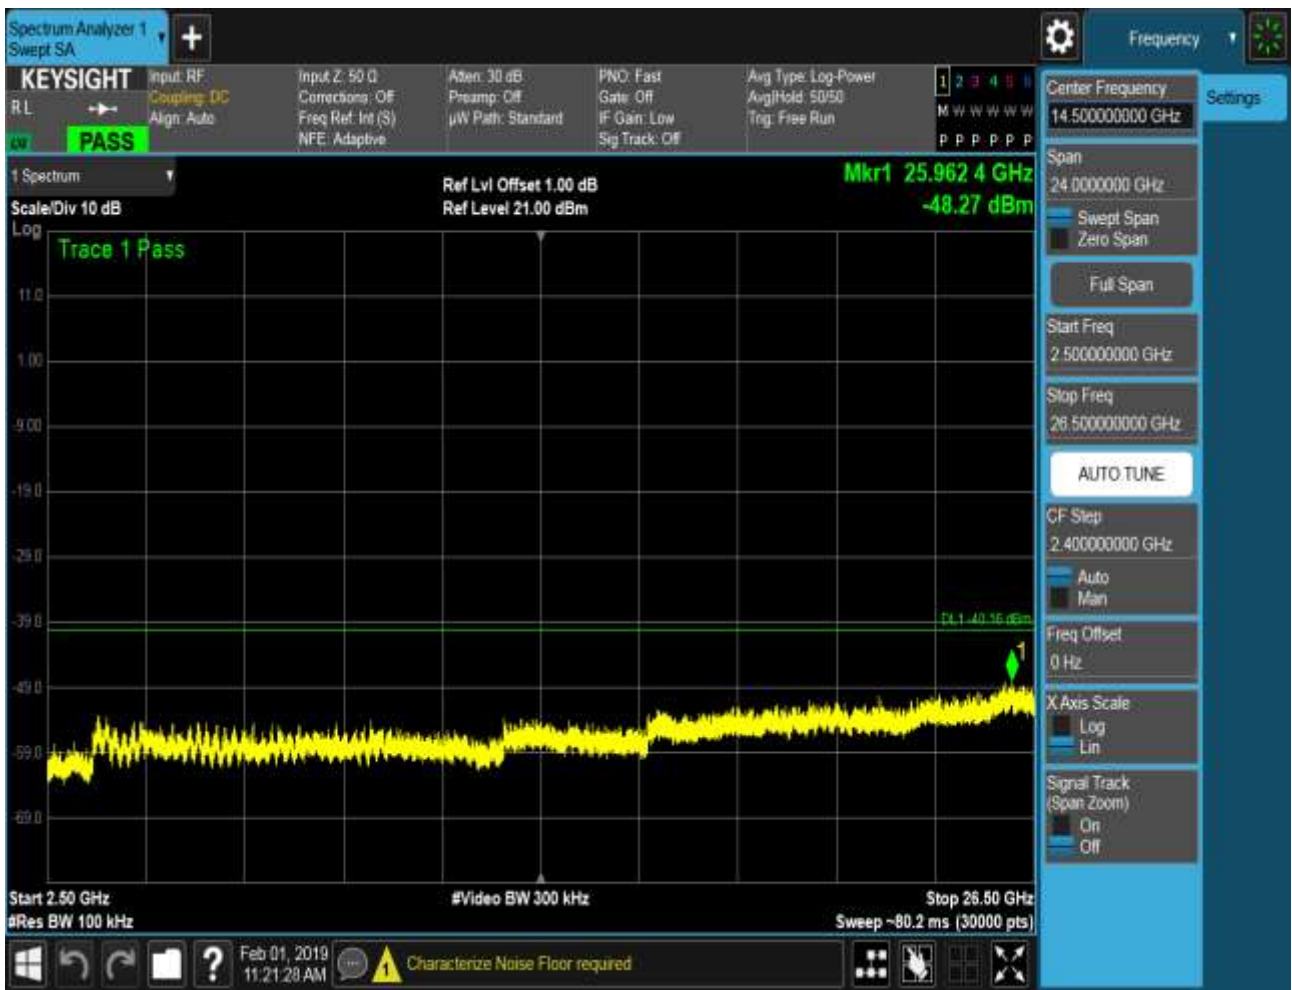 Spectrum Analyzer 1
Swept SA
+
Frequency
KEYSIGHT
R L
PASS
Input: RF
Coupling: DC
Align: Auto
Input Z: 50 Ω
Corrections: Off
Freq Ref: Int (S)
NFE: Adaptive
Atten: 30 dB
Preamp: Off
µW Path: Standard
PNO: Fast
Gate: Off
IF Gain: Low
Sig Track: Off
Avg Type: Log-Power
Avg|Hold: 50/50
Trig: Free Run
1 2 3 4 5 6
M W W W W W
P P P P P P
Center Frequency
14.500000000 GHz
Settings
1 Spectrum
Scale/Div 10 dB
Log
Ref Lvl Offset 1.00 dB
Ref Level 21.00 dBm
Mkr1 25.962 4 GHz
-48.27 dBm
Trace 1 Pass
11.0
1.00
-9.00
-19.0
-29.0
-39.0
-49.0
-59.0
-69.0
DL1 -40.16 dBm
1
Span
24.0000000 GHz
Swept Span
Zero Span
Full Span
Start Freq
2.500000000 GHz
Stop Freq
26.500000000 GHz
AUTO TUNE
CF Step
2.400000000 GHz
Auto
Man
Freq Offset
0 Hz
X Axis Scale
Log
Lin
Signal Track
(Span Zoom)
On
Off
Start 2.50 GHz
#Res BW 100 kHz
#Video BW 300 kHz
Stop 26.50 GHz
Sweep ~80.2 ms (30000 pts)
?
Feb 01, 2019
11:21:28 AM
1
Characterize Noise Floor required